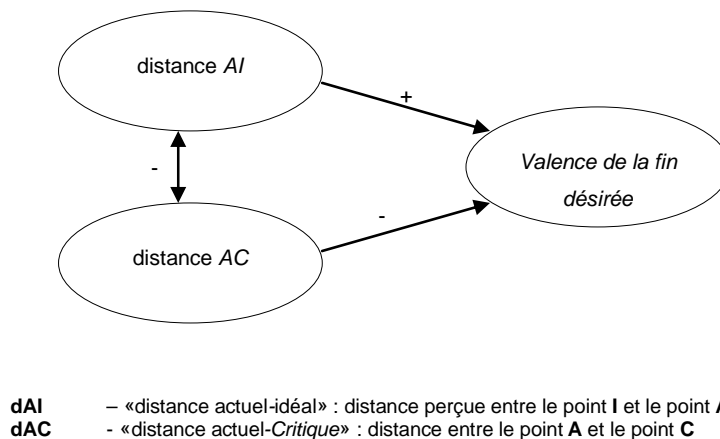 distance AI
+
Valence de la fin
désirée
-
-
distance AC
dAI – «distance actuel-idéal» : distance perçue entre le point I et le point A
dAC - «distance actuel-Critique» : distance entre le point A et le point C